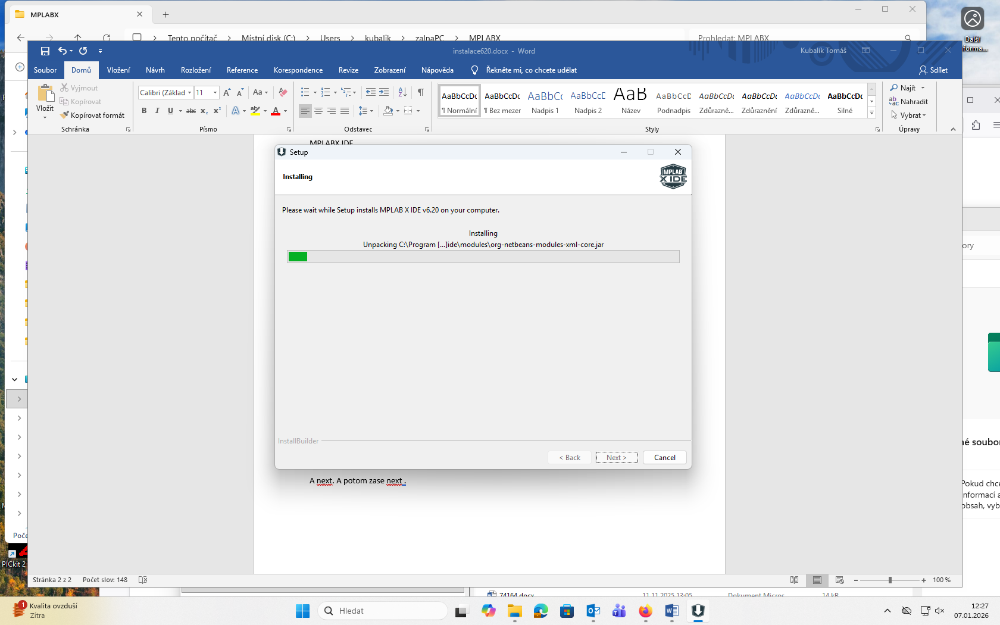 MPLABX
Další
forma...
Tento počítač
Místní disk (C:)
Users
kubalik
zalnaPC
MPLABX
Prohledat: MPLABX
instalace620.docx - Word
Kubalík Tomáš
Soubor
Domů
Vložení
Návrh
Rozložení
Reference
Korespondence
Revize
Zobrazení
Nápověda
Řekněte mi, co chcete udělat
Sdílet
Vložit
Vyjmout
Kopírovat
Kopírovat formát
Schránka
Calibri (Základ
11
Písmo
Odstavec
AaBbCcDc
¶ Normální
AaBbCcDc
¶ Bez mezer
AaBbCc
Nadpis 1
AaBbCcD
Nadpis 2
AaB
Název
AaBbCcD
Podnadpis
AaBbCcDc
Zdůrazně...
AaBbCcDc
Zdůraznění
AaBbCcDc
Zdůrazně...
AaBbCcDc
Silné
Styly
Najít
Nahradit
Vybrat
Úpravy
MPLABX IDE
Setup
Installing
MPLAB
X IDE
Please wait while Setup installs MPLAB X IDE v6.20 on your computer.
Installing
Unpacking C:\Program [...]ide\modules\org-netbeans-modules-xml-core.jar
InstallBuilder
< Back
Next >
Cancel
A next. A potom zase next .
ory
né soubor
Pokud chce
nformací a
obsah, vyb
Poče
PICkit 2
Stránka 2 z 2
Počet slov: 148
100 %
74164.docx
11.11.2025 13:05
Dokument Micros
14 kB
1
Kvalita ovzduší
Zítra
Hledat
12:27
07.01.2026